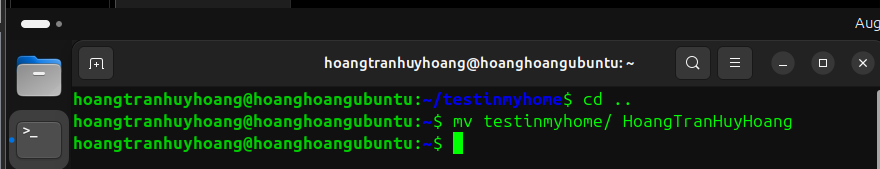 Aug
hoangtranhuyhoang@hoanghoangubuntu: ~
hoangtranhuyhoang@hoanghoangubuntu:~/testinmyhome$ cd ..
hoangtranhuyhoang@hoanghoangubuntu:~$ mv testinmyhome/ HoangTranHuyHoang
hoangtranhuyhoang@hoanghoangubuntu:~$